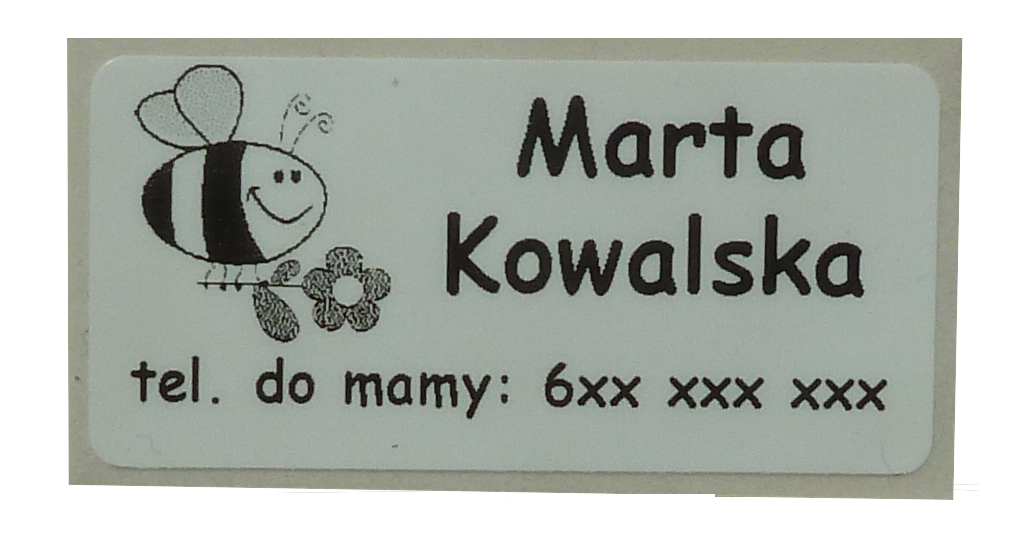 Marta
Kowalska
tel. do mamy: 6xx xxx xxx